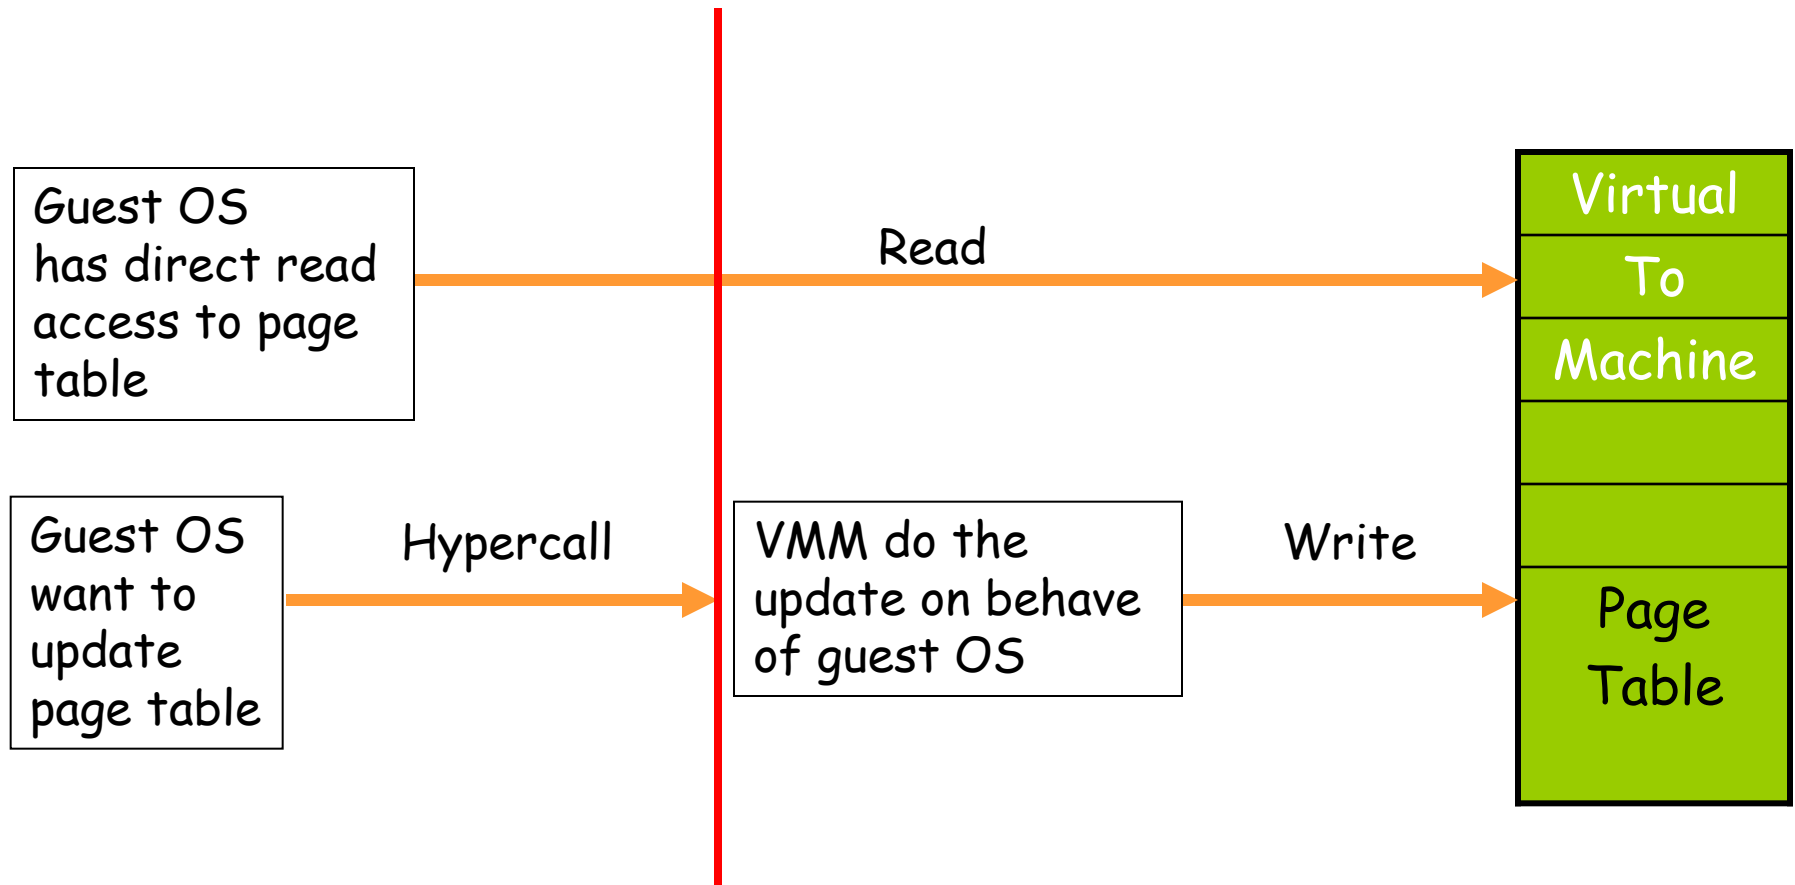 Guest OS
has direct read
access to page
table
Read
Virtual
To
Machine
Guest OS
want to
update
page table
Hypercall
VMM do the
update on behave
of guest OS
Write
Page
Table